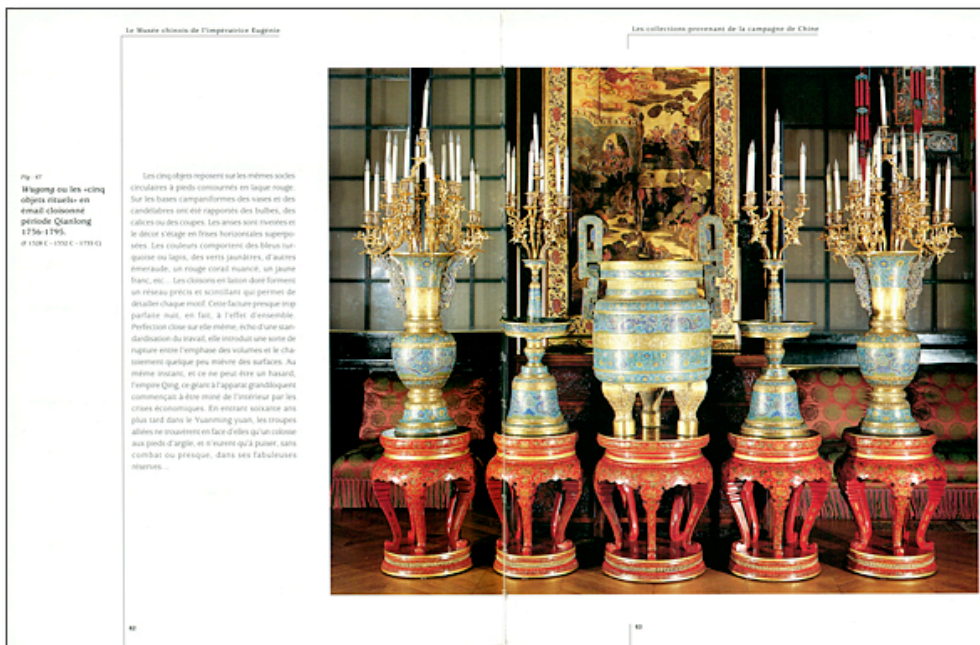 Le Musée chinois de l'impératrice Eugénie
Les collections provenant de la campagne de Chine
Fig. 47
Wugong ou les «cinq
objets rituels» en
émail cloisonné
période Qianlong
1736-1795.
Les cinq objets reposent sur les mêmes socles
circulaires à pieds contournés en laque rouge.
Sur les bases campaniformes des vases et des
candélabres ont été rapportés des bulbes, des
calices ou des coupes. Les anses sont rivetées et
le décor s'étage en frises horizontales superpo-
sées. Les couleurs comportent des bleus tur-
quoise ou lapis, des verts jaunâtres, d'autres
émeraude, un rouge corail nuancé, un jaune
franc, etc... Les cloisons en laiton doré forment
un réseau précis et scintillant qui permet de
détailler chaque motif. Cette facture presque trop
parfaite nuit, en fait, à l'effet d'ensemble.
Perfection close sur elle-même, écho d'une stan-
dardisation du travail, elle introduit une sorte de
rupture entre l'emphase des volumes et le cha-
toiement quelque peu mièvre des surfaces. Au
même instant, et ce ne peut être un hasard,
l'empire Qing, ce géant à l'apparat grandiloquent
commençait à être miné de l'intérieur par les
crises économiques. En entrant soixante ans
plus tard dans le Yuanming yuan, les troupes
alliées ne trouvèrent en face d'elles qu'un colosse
aux pieds d'argile, et n'eurent qu'à puiser, sans
combat ou presque, dans ses fabuleuses
réserves...